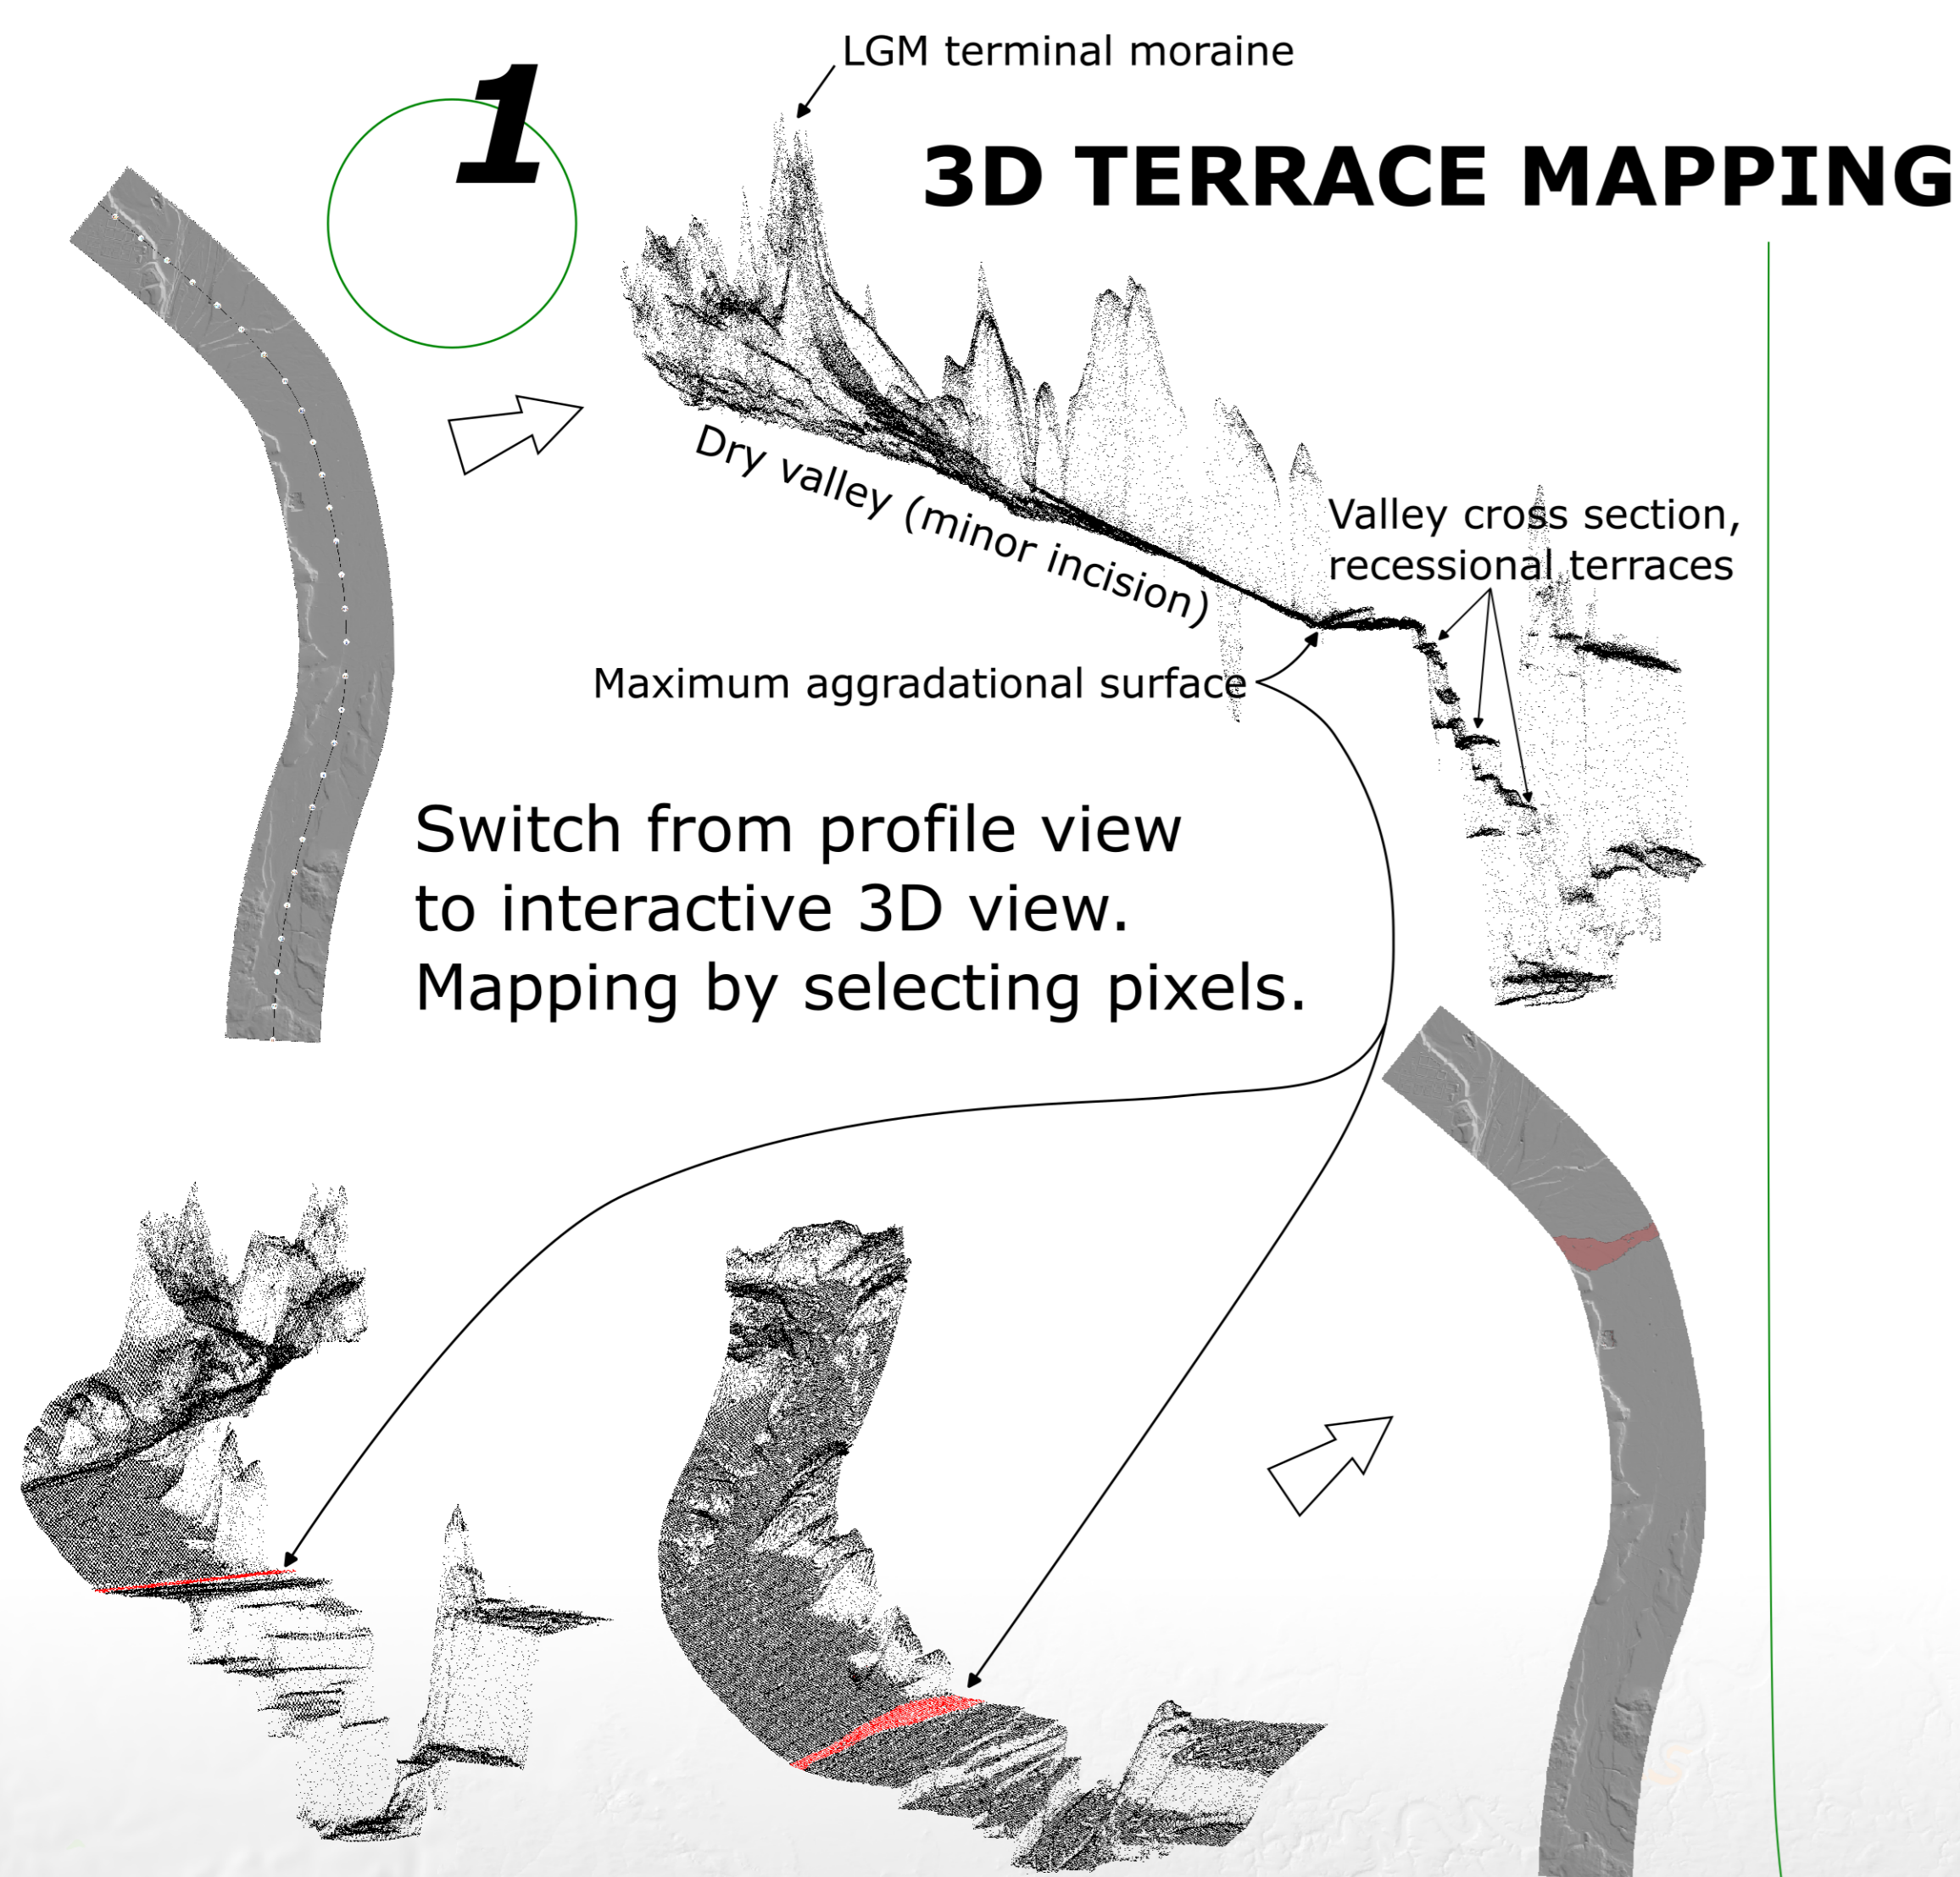 LGM terminal moraine
1
3D TERRACE MAPPING
Dry valley (minor incision)
Valley cross section,
recessional terraces
Maximum aggradational surface
Switch from profile view
to interactive 3D view.
Mapping by selecting pixels.